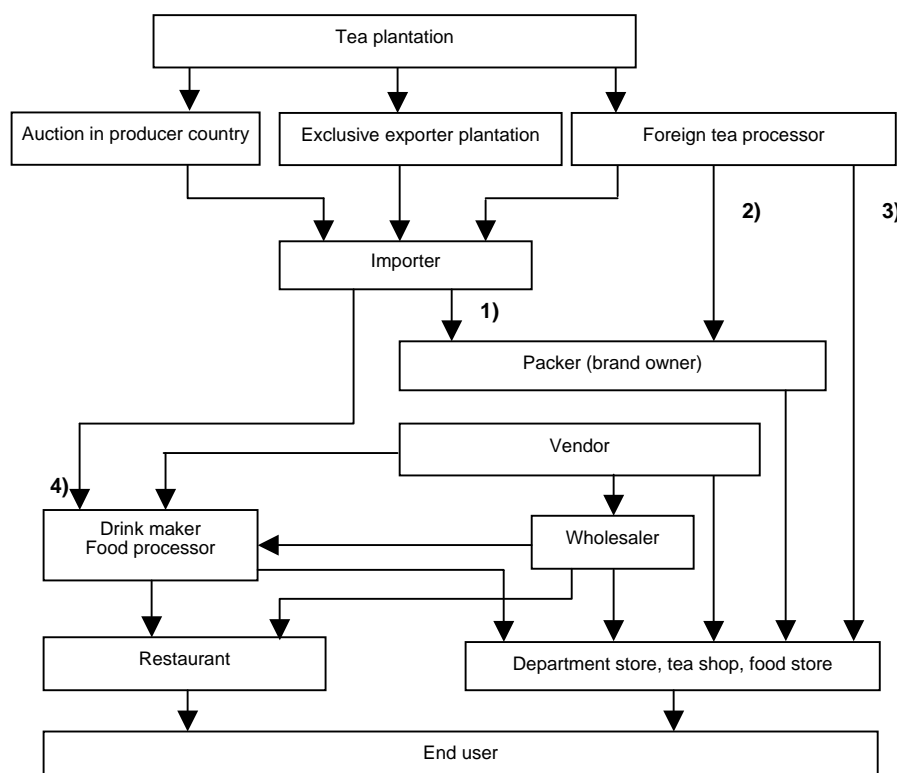 Tea plantation
Auction in producer country
Exclusive exporter plantation
Foreign tea processor
2)
3)
Importer
1)
Packer (brand owner)
Vendor
4)
Drink maker
Food processor
Wholesaler
Restaurant
Department store, tea shop, food store
End user